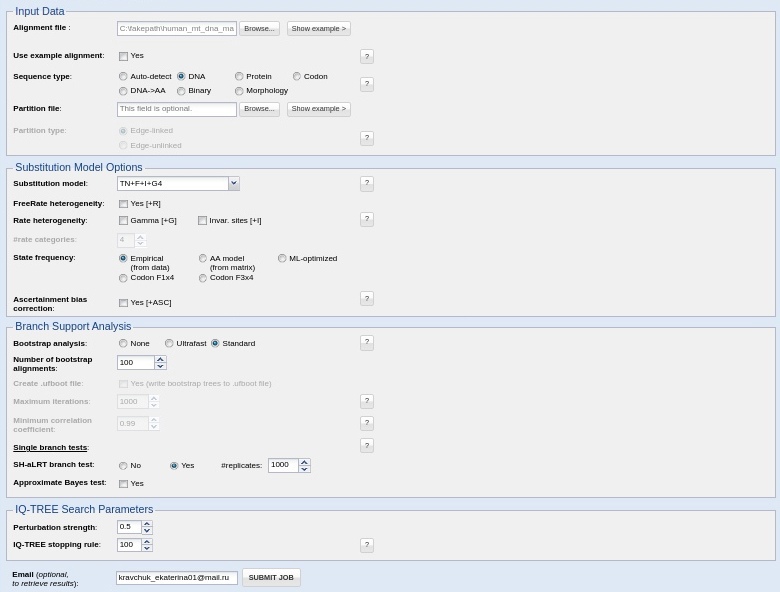 Input Data
Alignment file : C:\fakepath\human_mt_dna_ma Browse... Show example >
Use example alignment: Yes ?
Sequence type: Auto-detect DNA Protein Codon ?
DNA->AA Binary Morphology
Partition file: This field is optional. Browse... Show example >
Partition type: Edge-linked ?
Edge-unlinked
Substitution Model Options
Substitution model: TN+F+I+G4 ?
FreeRate heterogeneity: Yes [+R]
Rate heterogeneity: Gamma [+G] Invar. sites [+I] ?
#rate categories: 4
State frequency: Empirical AA model ML-optimized
(from data) (from matrix)
Codon F1x4 Codon F3x4
Ascertainment bias Yes [+ASC] ?
correction:
Branch Support Analysis
Bootstrap analysis: None Ultrafast Standard ?
Number of bootstrap 100
alignments:
Create .ufboot file: Yes (write bootstrap trees to .ufboot file)
Maximum iterations: 1000 ?
Minimum correlation 0.99 ?
coefficient:
Single branch tests: ?
SH-aLRT branch test: No Yes #replicates: 1000
Approximate Bayes test: Yes
IQ-TREE Search Parameters
Perturbation strength: 0.5
IQ-TREE stopping rule: 100 ?
Email (optional, kravchuk_ekaterina01@mail.ru SUBMIT JOB
to retrieve results):